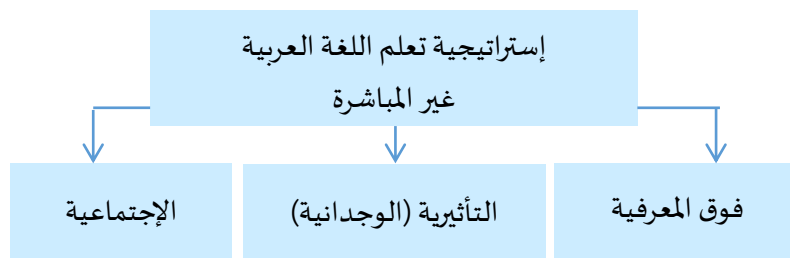 إستراتيجية تعلم اللغة العربية
غير المباشرة
فوق المعرفية
التأثيرية (الوجدانية)
الإجتماعية